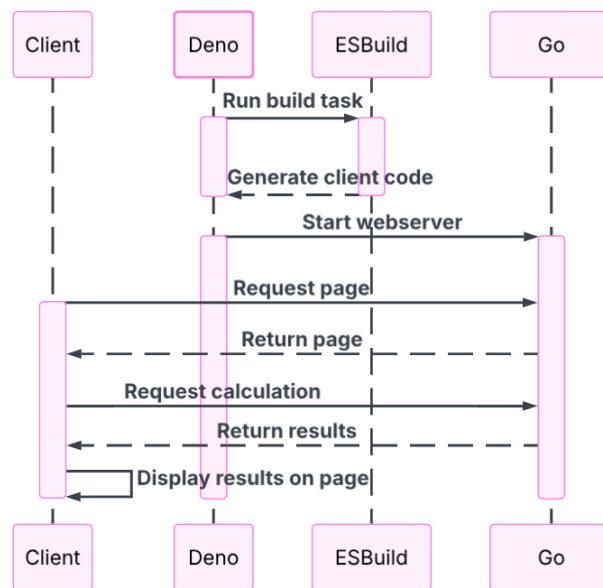 Client
Deno
ESBuild
Go
Run build task
Generate client code
Start webserver
Request page
Return page
Request calculation
Return results
Display results on page
Client
Deno
ESBuild
Go